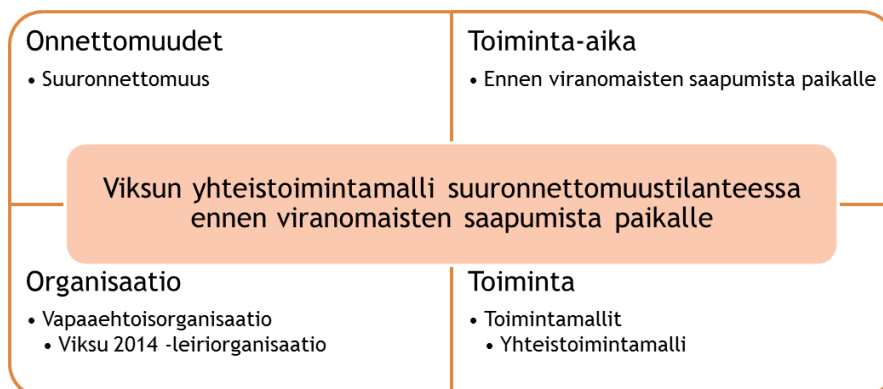 Onnettomuudet
• Suuronnettomuus
Toiminta-aika
• Ennen viranomaisten saapumista paikalle
Viksun yhteistoimintamalli suuronnettomuustilanteessa
ennen viranomaisten saapumista paikalle
Organisaatio
• Vapaaehtoisorganisaatio
• Viksu 2014 -leiriorganisaatio
Toiminta
• Toimintamallit
• Yhteistoimintamalli